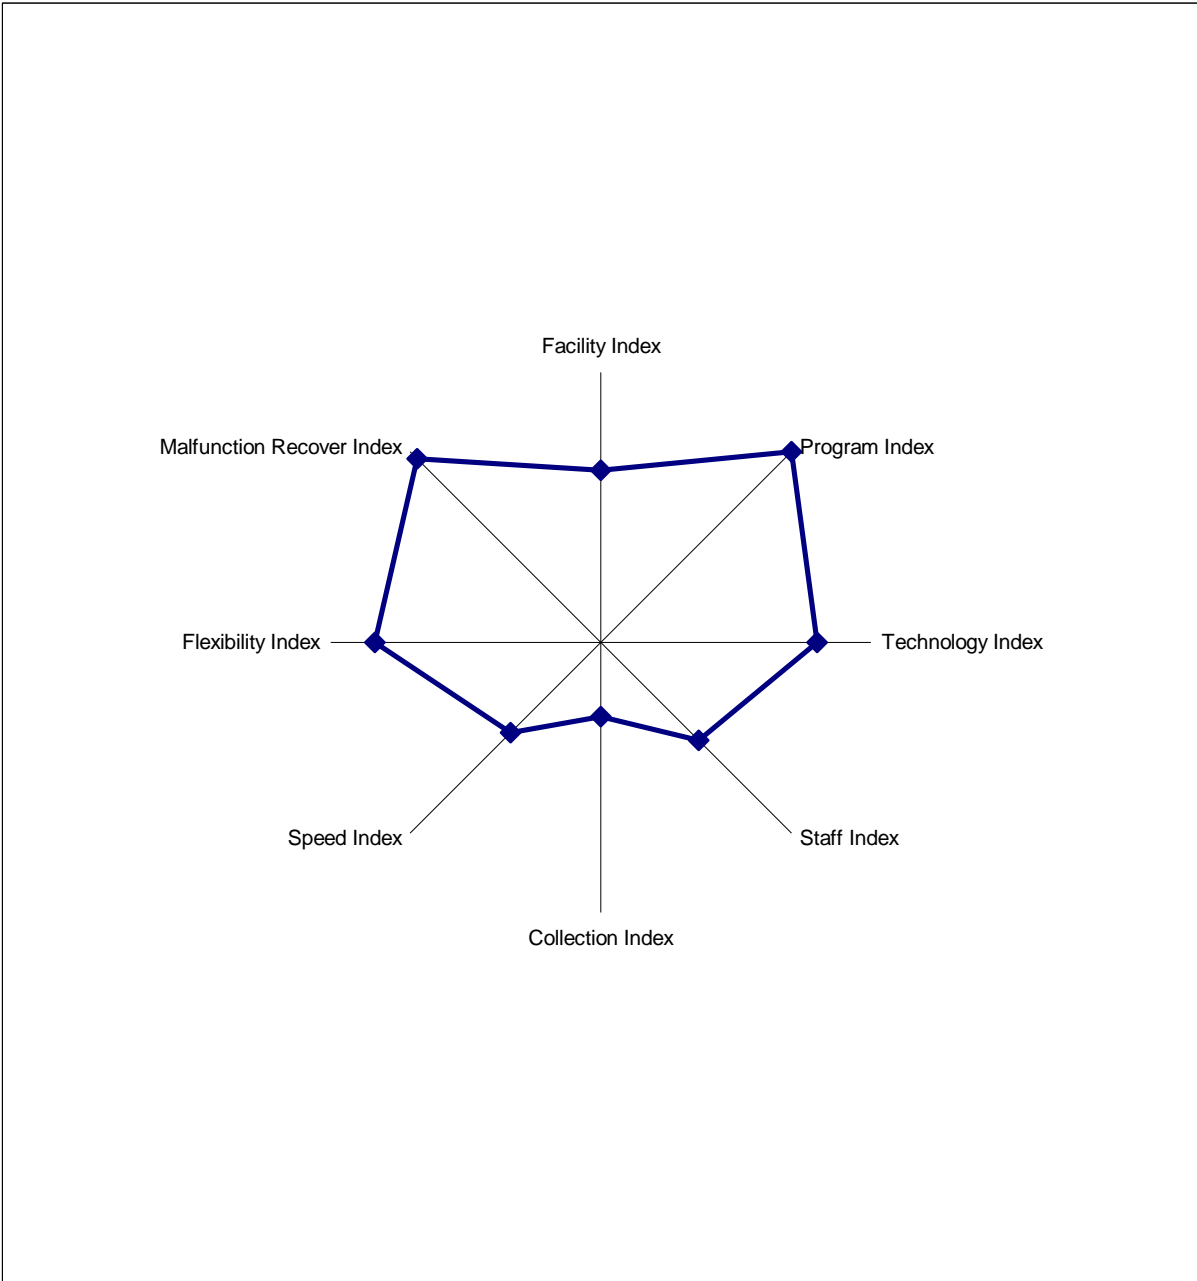 Facility Index
Malfunction Recover Index
Program Index
Flexibility Index
Technology Index
Speed Index
Staff Index
Collection Index